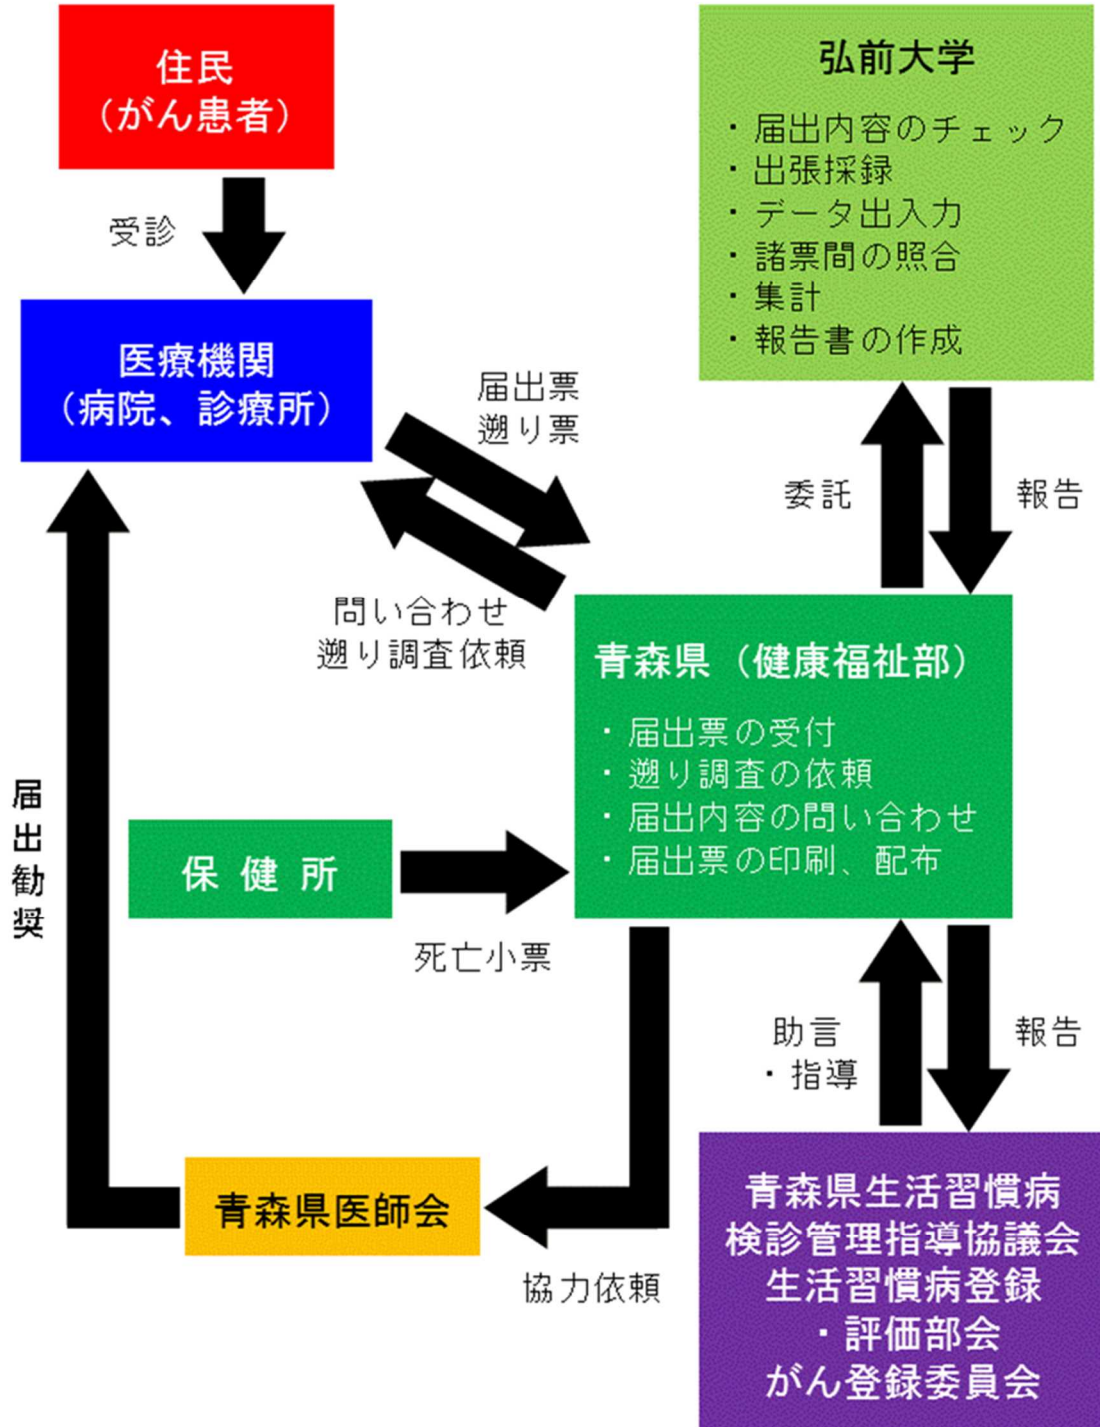 住民
（がん患者）
受診
医療機関
（病院、診療所）
届出票
遡り票
問い合わせ
遡り調査依頼
弘前大学
・届出内容のチェック
・出張採録
・データ出入力
・諸票間の照合
・集計
・報告書の作成
委託
報告
青森県（健康福祉部）
・届出票の受付
・遡り調査の依頼
・届出内容の問い合わせ
・届出票の印刷、配布
届出勧奨
保健所
死亡小票
助言
・指導
報告
青森県医師会
協力依頼
青森県生活習慣病
検診管理指導協議会
生活習慣病登録
・評価部会
がん登録委員会